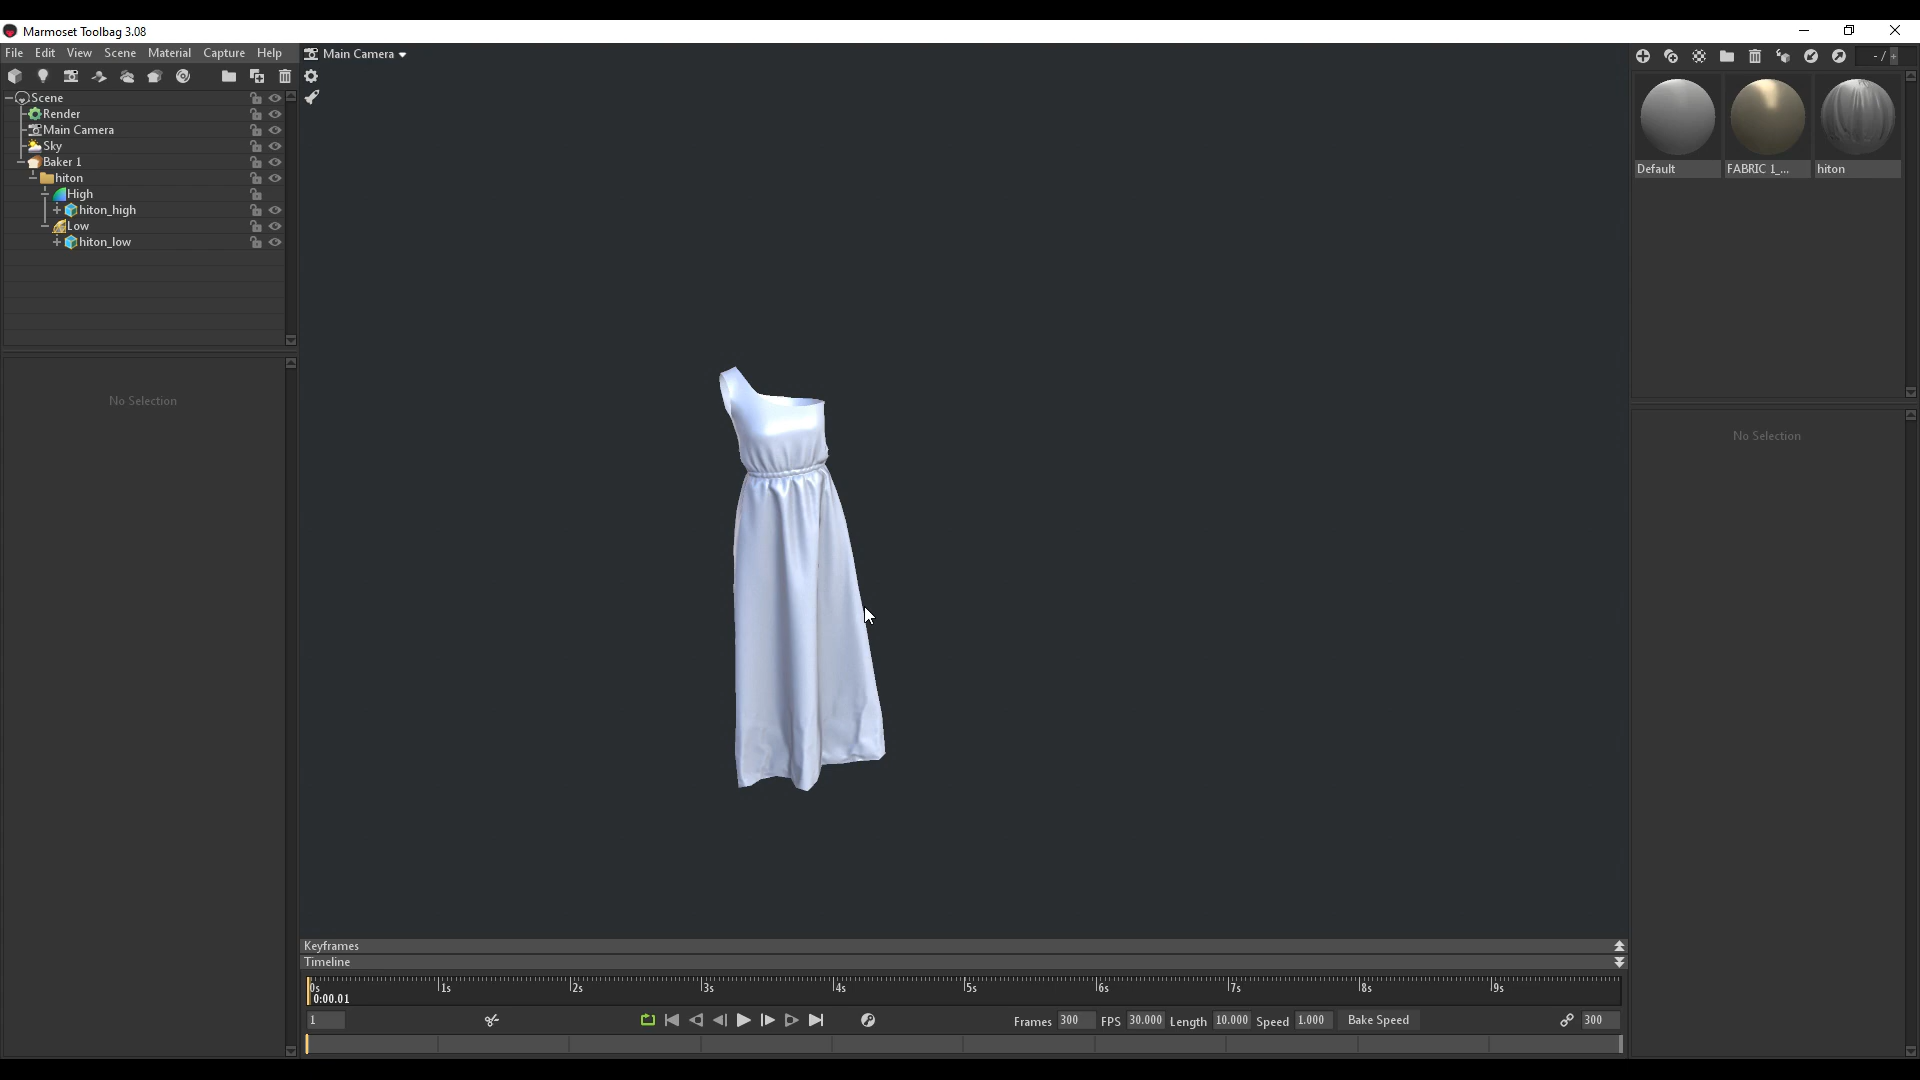 Marmoset Toolbag 3.08
File Edit View Scene Material Capture Help
Main Camera
- / +
Scene
Render
Main Camera
Sky
Baker 1
hiton
High
hiton_high
Low
hiton_low
Default FABRIC 1_... hiton
No Selection
No Selection
Keyframes
Timeline
0s 1s 2s 3s 4s 5s 6s 7s 8s 9s
0:00.01
1 Frames 300 FPS 30.000 Length 10.000 Speed 1.000 Bake Speed 300